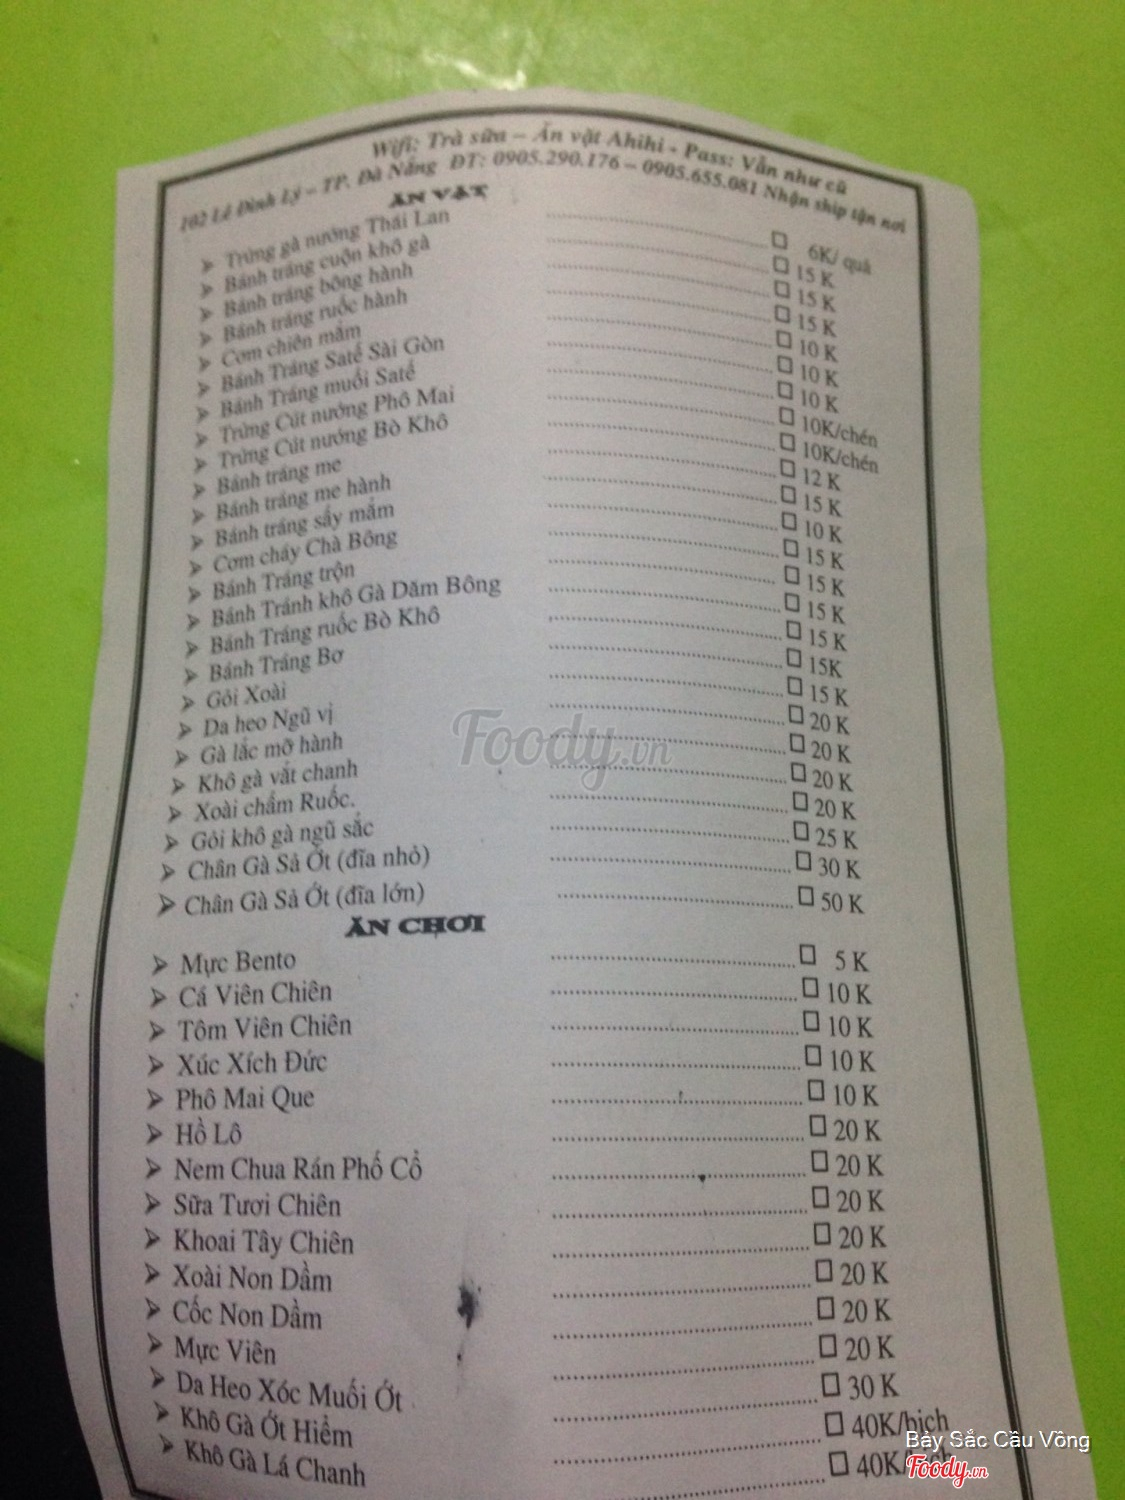 Wifi: Trà sữa – Ăn vặt Ahihi - Pass: Vẫn như cũ
102 Lê Đình Lý – TP. Đà Nẵng ĐT: 0905.290.176 – 0905.655.081 Nhận ship tận nơi
ĂN VẶT
Trứng gà nướng Thái Lan 6K/ quả
Bánh tráng cuộn khô gà 15 K
Bánh tráng bông hành 15 K
Bánh tráng ruốc hành 15 K
Cơm chiên mắm 10 K
Bánh Tráng Satế Sài Gòn 10 K
Bánh Tráng muối Satế 10 K
Trứng Cút nướng Phô Mai 10K/chén
Trứng Cút nướng Bò Khô 10K/chén
Bánh tráng me 12 K
Bánh tráng me hành 15 K
Bánh tráng sấy mắm 10 K
Cơm cháy Chà Bông 15 K
Bánh Tráng trộn 15 K
Bánh Tránh khô Gà Dăm Bông 15 K
Bánh Tráng ruốc Bò Khô 15 K
Bánh Tráng Bơ 15K
Gỏi Xoài 15 K
Da heo Ngũ vị 20 K
Gà lắc mỡ hành 20 K
Khô gà vắt chanh 20 K
Xoài chấm Ruốc. 20 K
Gỏi khô gà ngũ sắc 25 K
Chân Gà Sả Ớt (đĩa nhỏ) 30 K
Chân Gà Sả Ớt (đĩa lớn) 50 K
ĂN CHƠI
Mực Bento 5 K
Cá Viên Chiên 10 K
Tôm Viên Chiên 10 K
Xúc Xích Đức 10 K
Phô Mai Que 10 K
Hồ Lô 20 K
Nem Chua Rán Phố Cổ 20 K
Sữa Tươi Chiên 20 K
Khoai Tây Chiên 20 K
Xoài Non Dầm 20 K
Cốc Non Dầm 20 K
Mực Viên 20 K
Da Heo Xóc Muối Ớt 30 K
Khô Gà Ớt Hiểm 40K/bịch
Khô Gà Lá Chanh 40K/
Foody.vn
Bảy Sắc Cầu Vồng
Foody.vn